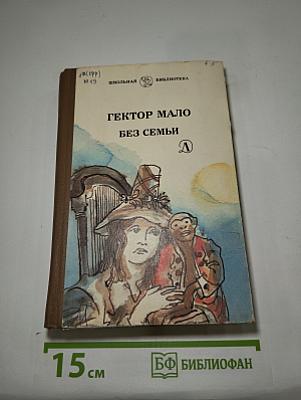 ШКОЛЬНАЯ БИБЛИОТЕКА
ГЕКТОР МАЛО
БЕЗ СЕМЬИ
Д
15 см
БФ БИБЛИОФАН